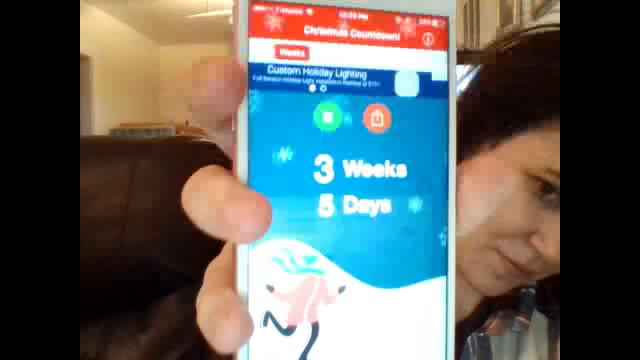 Christmas Countdown!
Weeks
Custom Holiday Lighting
3 Weeks
5 Days